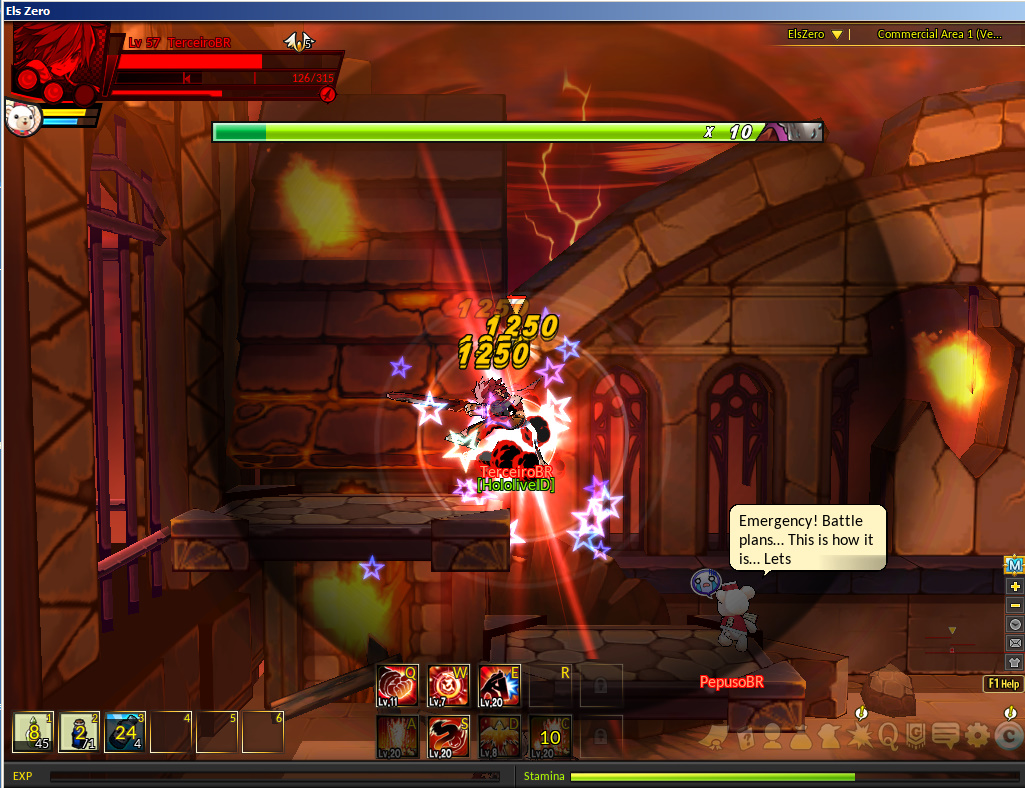 Els Zero
Lv 57 TerceiroBR
5
ElsZero
Commercial Area 1 (Ve...
126/315
x 10
1250
1250
1250
TerceiroBR
[HololiveID]
Emergency! Battle
plans... This is how it
is... Lets
M
F1 Help
PepusoBR
Q
Lv,11
W
Lv,7
E
Lv,20
R
A
Lv,20
S
Lv,20
D
Lv,8
C
10
Lv,20
1
8
45
2
2
/1
3
24
4
4
5
6
Q
C
EXP
Stamina